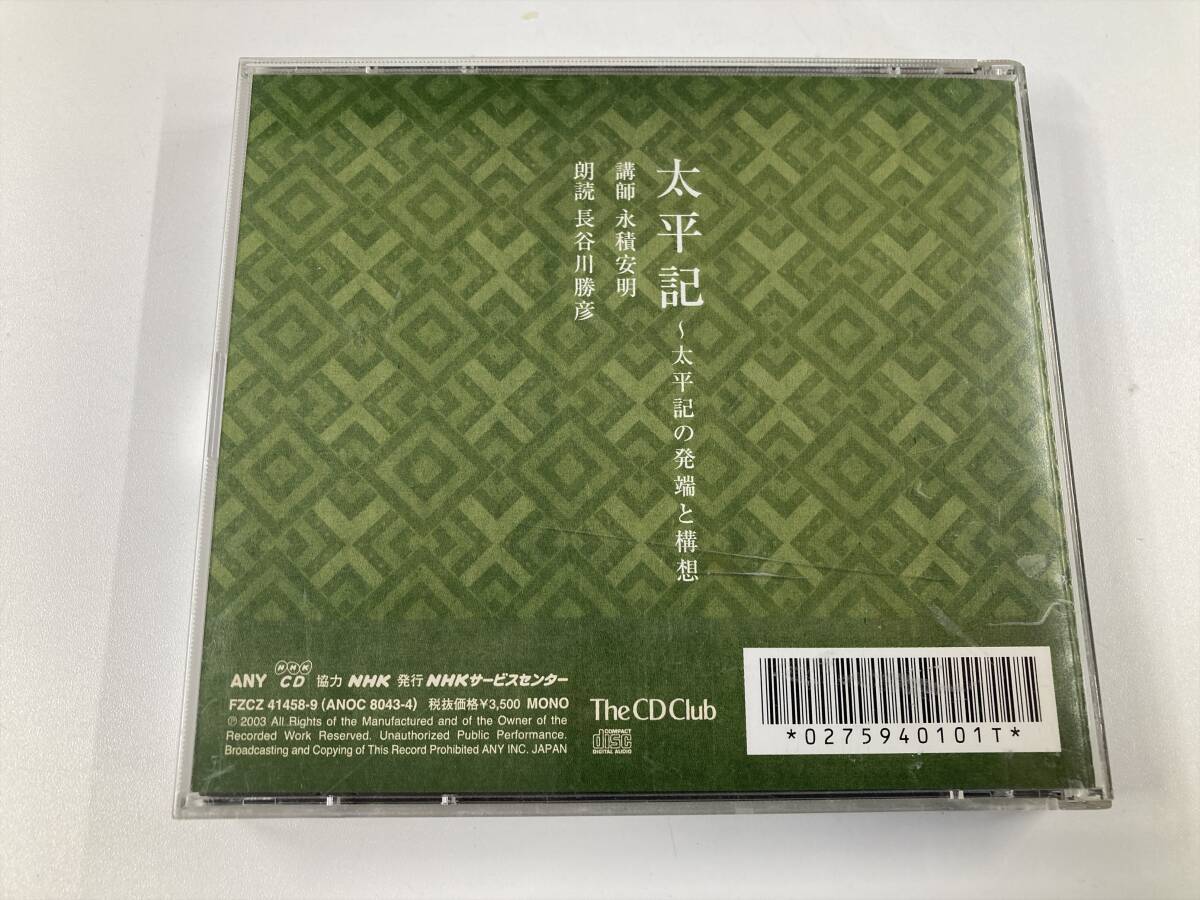 太平記～太平記の発端と構想
講師 永積安明
朗読 長谷川勝彦
ANY NHK CD 協力 NHK 発行 NHKサービスセンター
FZCZ 41458-9 (ANOC 8043-4) 税抜価格¥3,500 MONO
℗ 2003 All Rights of the Manufactured and of the Owner of the
Recorded Work Reserved. Unauthorized Public Performance.
Broadcasting and Copying of This Record Prohibited ANY INC. JAPAN
The CD Club
COMPACT
disc
DIGITAL AUDIO
*0275940101T*